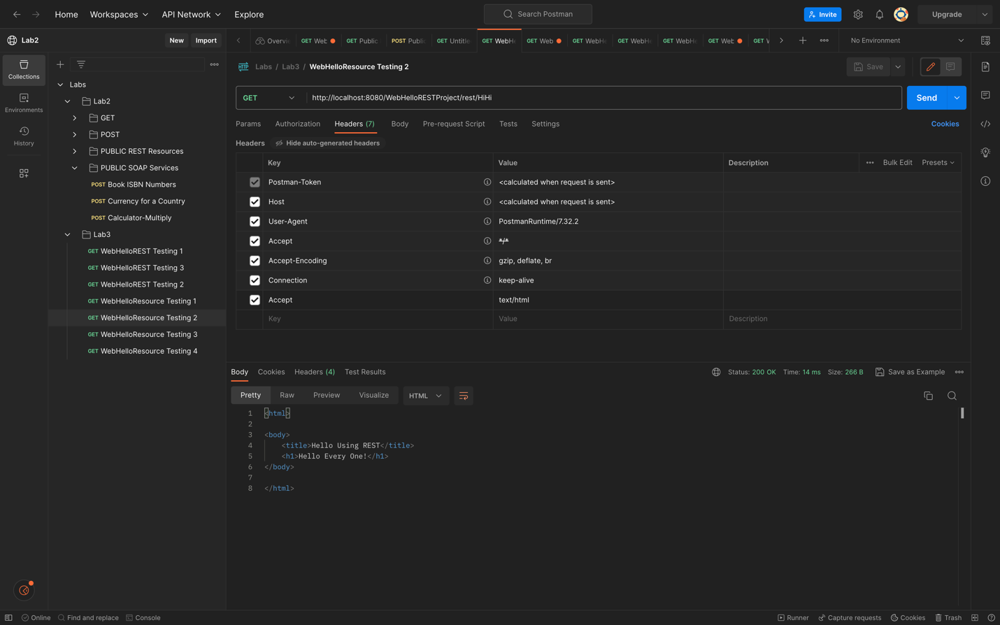 Home Workspaces API Network Explore Search Postman Invite Upgrade
Lab2 New Import
Overvi GET Web GET Public GET POST Publi GET Untitle GET WebHe GET Web GET WebHe GET WebHe GET WebHe GET Web GET W No Environment
Collections
Environments
History
Labs
Lab2
GET
POST
PUBLIC REST Resources
PUBLIC SOAP Services
POST Book ISBN Numbers
POST Currency for a Country
POST Calculator-Multiply
Lab3
GET WebHelloREST Testing 1
GET WebHelloREST Testing 3
GET WebHelloREST Testing 2
GET WebHelloResource Testing 1
GET WebHelloResource Testing 2
GET WebHelloResource Testing 3
GET WebHelloResource Testing 4
HTTP Labs / Lab3 / WebHelloResource Testing 2 Save
GET http://localhost:8080/WebHelloRESTProject/rest/HiHi Send
Params Authorization Headers (7) Body Pre-request Script Tests Settings Cookies
Headers Hide auto-generated headers
Key Value Description Bulk Edit Presets
Postman-Token <calculated when request is sent>
Host <calculated when request is sent>
User-Agent PostmanRuntime/7.32.2
Accept */*
Accept-Encoding gzip, deflate, br
Connection keep-alive
Accept text/html
Key Value Description
Body Cookies Headers (4) Test Results Status: 200 OK Time: 14 ms Size: 266 B Save as Example
Pretty Raw Preview Visualize HTML
1 <html>
2
3 <body>
4 <title>Hello Using REST</title>
5 <h1>Hello Every One!</h1>
6 </body>
7
8 </html>
Online Find and replace Console Runner Capture requests Cookies Trash